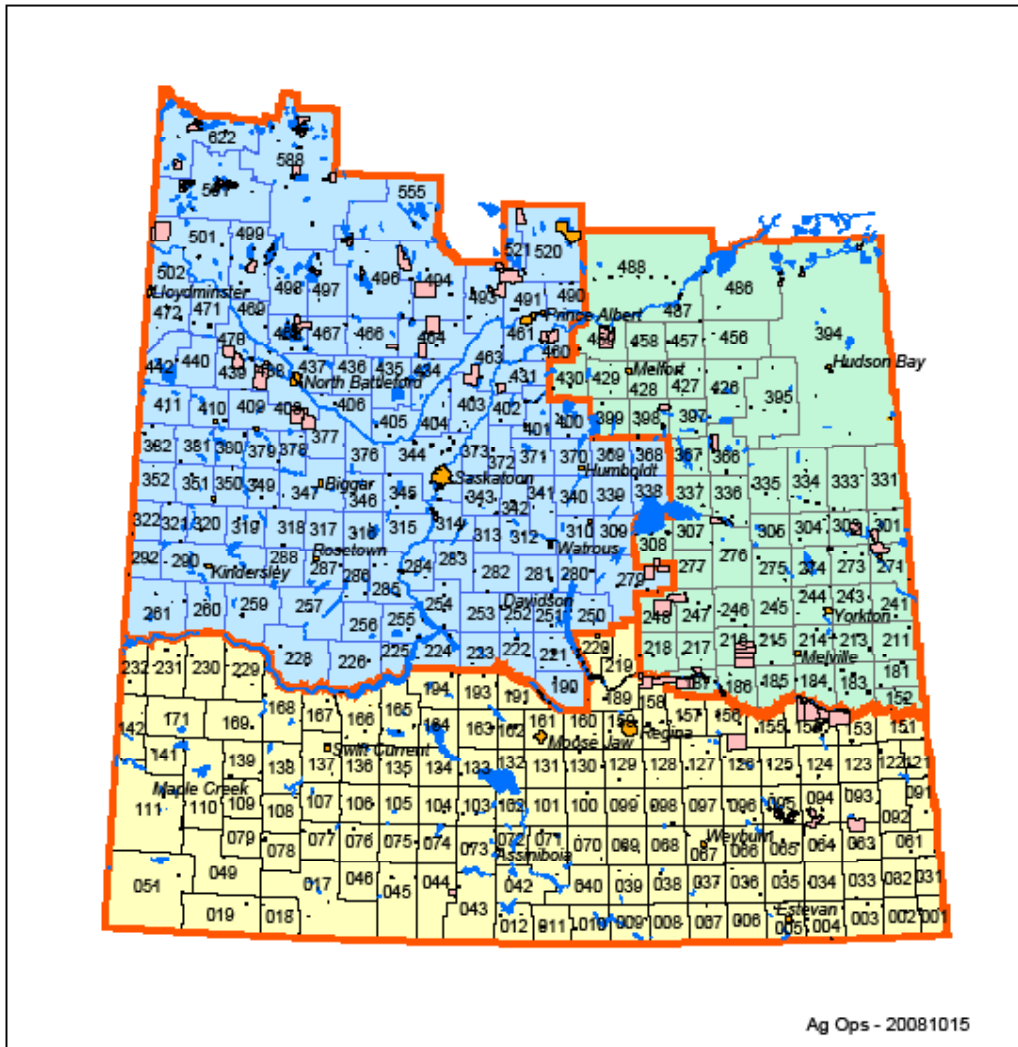 622
588
555
501
499
521 520
502
496 494
488
486
Lloydminster
498 497
493 491 490
487
472 471 469
Prince Albert
394
467 466 464
461
458 457 456
Hudson Bay
442 440
439
437 436 435 434
463
460
North Battleford
431
430 429
Melfort
428 427 426
395
411 410 409
406
405 404
403 402
401 400
399 398 397
382 381 380 379 378
377
376 344
373 372 371 370 369 368 367 366
Humboldt
352 351 350 349
347
Biggar
346 345
Saskatoon
343 342 341 340 339 338 337 336 335 334 333 331
322 321 320 319 318 317 316 315 314 313 312
310 309
308 307
306 304 303 301
Watrous
292 290
Kindersley
288
Rosetown
287 286 285 284 283 282 281 280 279
277 276 275 274 273 271
261 260 259 257 256 255 254 253
Davidson
252 251 250
248 247 246 245 244 243 241
Yorkton
228 226 225 224 223 222 221 220 219 218 217 216 215 214 213 211
Melville
232 231 230 229
194 193 191 190 189
186 185 184 183 181
171 169 168 167 166 165 164 163 162 161 160 159 158 157 156 155
153 152 151
142
Swift Current
Moose Jaw
Regina
141 139 138 137 136 135 134 133 132 131 130 129 128 127 126 125 124 123 122 121
Maple Creek
111 110 109 108 107 106 105 104 103 102 101 100 099 098 097 096 095 094 093 092 091
079 078 077 076 075 074 073 072 071 070 069 068 067 066 065 064 063 061
Assiniboia
Weyburn
051 049 017 046 045 044 043 042 040 039 038 037 036 035 034 033 032 031
019 018
012 011 010 009 008 007 006 005 004 003 002 001
Estevan
Ag Ops - 20081015